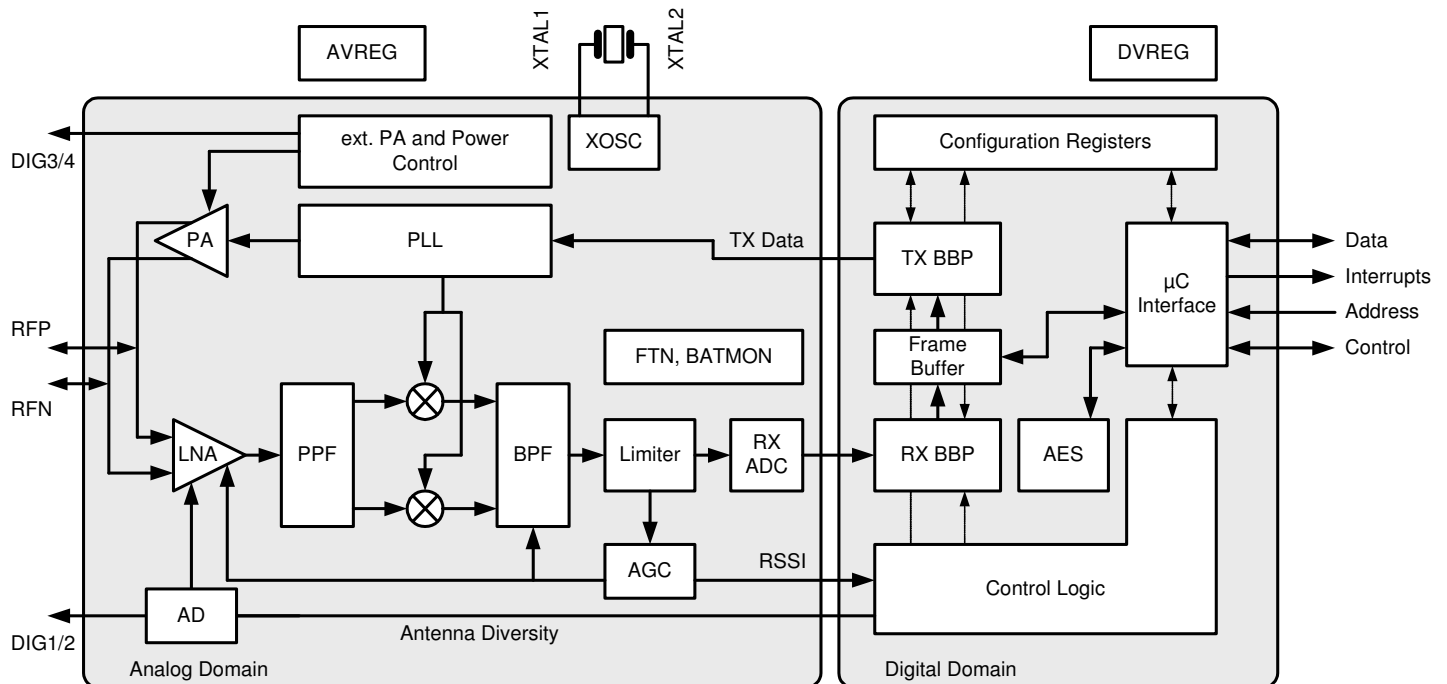 AVREG
XTAL1
XTAL2
DVREG
DIG3/4
ext. PA and Power
Control
XOSC
Configuration Registers
PA
PLL
TX Data
TX BBP
µC
Interface
Data
Interrupts
Address
Control
RFP
RFN
FTN, BATMON
Frame
Buffer
LNA
PPF
BPF
Limiter
RX
ADC
RX BBP
AES
AGC
RSSI
Control Logic
AD
DIG1/2
Antenna Diversity
Analog Domain
Digital Domain